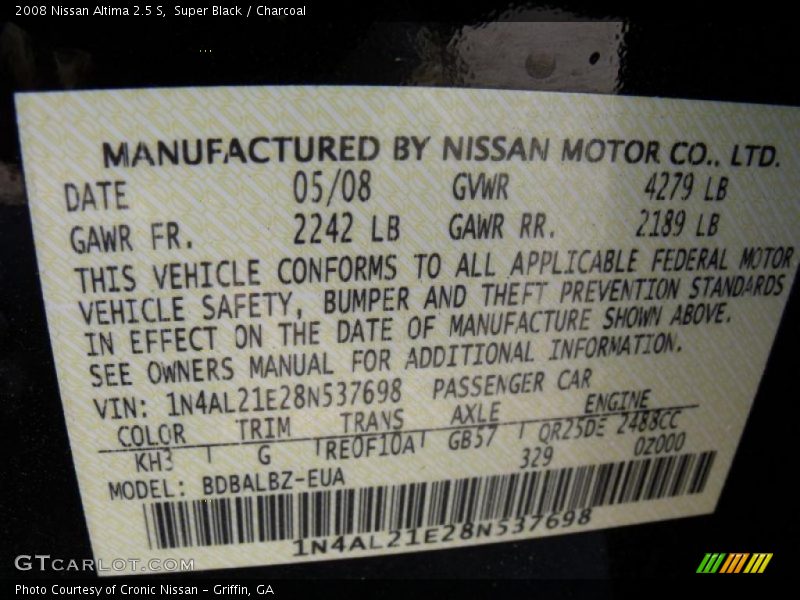 2008 Nissan Altima 2.5 S, Super Black / Charcoal
MANUFACTURED BY NISSAN MOTOR CO., LTD.
DATE 05/08 GVWR 4279 LB
GAWR FR. 2242 LB GAWR RR. 2189 LB
THIS VEHICLE CONFORMS TO ALL APPLICABLE FEDERAL MOTOR
VEHICLE SAFETY, BUMPER AND THEFT PREVENTION STANDARDS
IN EFFECT ON THE DATE OF MANUFACTURE SHOWN ABOVE.
SEE OWNERS MANUAL FOR ADDITIONAL INFORMATION.
VIN: 1N4AL21E28N537698 PASSENGER CAR
COLOR TRIM TRANS AXLE ENGINE
KH3 G RE0F10A GB57 QR25DE 2488CC
329 0Z000
MODEL: BDBALBZ-EUA
1N4AL21E28N537698
GTCARLOT.COM
Photo Courtesy of Cronic Nissan - Griffin, GA